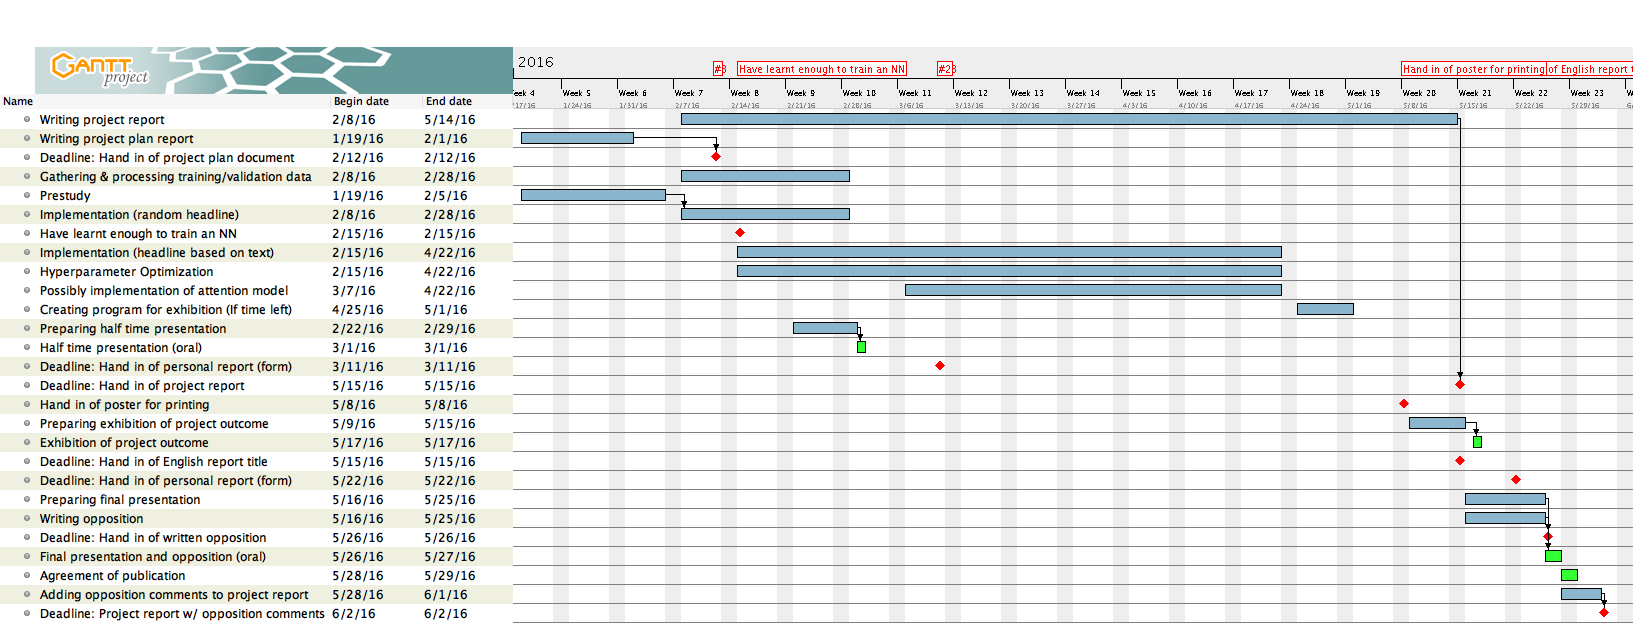 GANTT
project
2016
#3 Have learnt enough to train an NN #23 Hand in of poster for printing of English report t
Week 5 Week 6 Week 7 Week 8 Week 9 Week 10 Week 11 Week 12 Week 13 Week 14 Week 15 Week 16 Week 17 Week 18 Week 19 Week 20 Week 21 Week 22 Week 23
Name Begin date End date /17/16 1/24/16 1/31/16 2/7/16 2/14/16 2/21/16 2/28/16 3/6/16 3/13/16 3/20/16 3/27/16 4/3/16 4/10/16 4/17/16 4/24/16 5/1/16 5/8/16 5/15/16 5/22/16 5/29/16
Writing project report 2/8/16 5/14/16
Writing project plan report 1/19/16 2/1/16
Deadline: Hand in of project plan document 2/12/16 2/12/16
Gathering & processing training/validation data 2/8/16 2/28/16
Prestudy 1/19/16 2/5/16
Implementation (random headline) 2/8/16 2/28/16
Have learnt enough to train an NN 2/15/16 2/15/16
Implementation (headline based on text) 2/15/16 4/22/16
Hyperparameter Optimization 2/15/16 4/22/16
Possibly implementation of attention model 3/7/16 4/22/16
Creating program for exhibition (If time left) 4/25/16 5/1/16
Preparing half time presentation 2/22/16 2/29/16
Half time presentation (oral) 3/1/16 3/1/16
Deadline: Hand in of personal report (form) 3/11/16 3/11/16
Deadline: Hand in of project report 5/15/16 5/15/16
Hand in of poster for printing 5/8/16 5/8/16
Preparing exhibition of project outcome 5/9/16 5/15/16
Exhibition of project outcome 5/17/16 5/17/16
Deadline: Hand in of English report title 5/15/16 5/15/16
Deadline: Hand in of personal report (form) 5/22/16 5/22/16
Preparing final presentation 5/16/16 5/25/16
Writing opposition 5/16/16 5/25/16
Deadline: Hand in of written opposition 5/26/16 5/26/16
Final presentation and opposition (oral) 5/26/16 5/27/16
Agreement of publication 5/28/16 5/29/16
Adding opposition comments to project report 5/28/16 6/1/16
Deadline: Project report w/ opposition comments 6/2/16 6/2/16